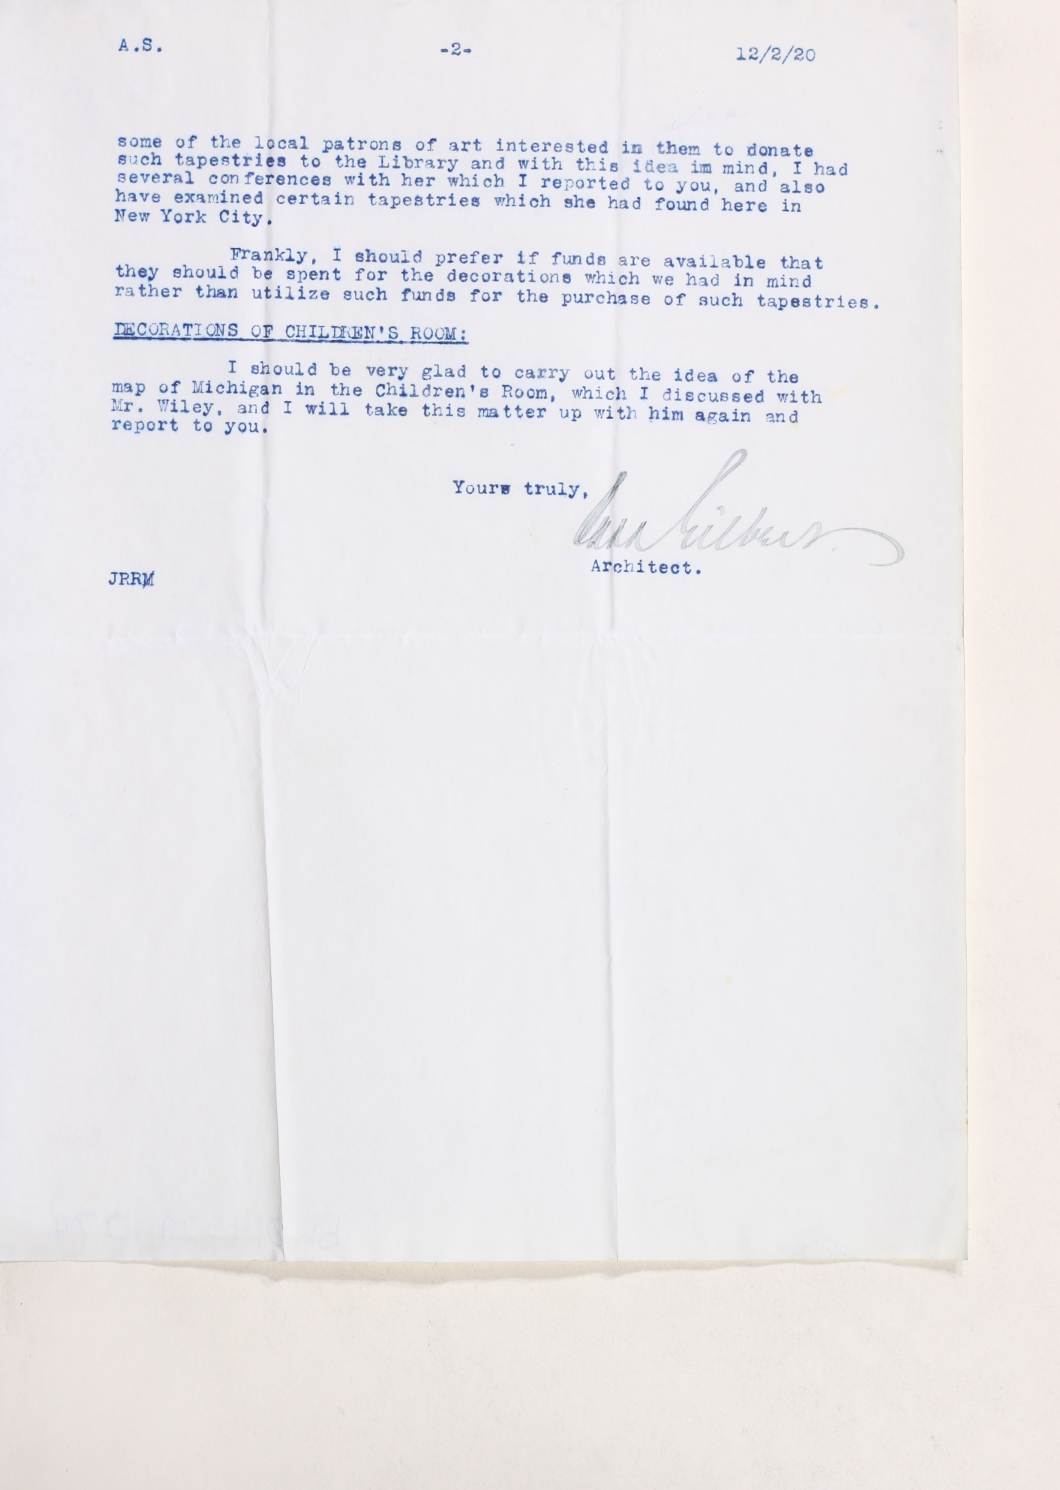 A.S. -2- 12/2/20
some of the local patrons of art interested in them to donate
such tapestries to the Library and with this idea im mind, I had
several conferences with her which I reported to you, and also
have examined certain tapestries which she had found here in
New York City.
Frankly, I should prefer if funds are available that
they should be spent for the decorations which we had in mind
rather than utilize such funds for the purchase of such tapestries.
DECORATIONS OF CHILDREN'S ROOM:
I should be very glad to carry out the idea of the
map of Michigan in the Children's Room, which I discussed with
Mr. Wiley, and I will take this matter up with him again and
report to you.
Yours truly,
Cass Gilbert
Architect.
JRRM